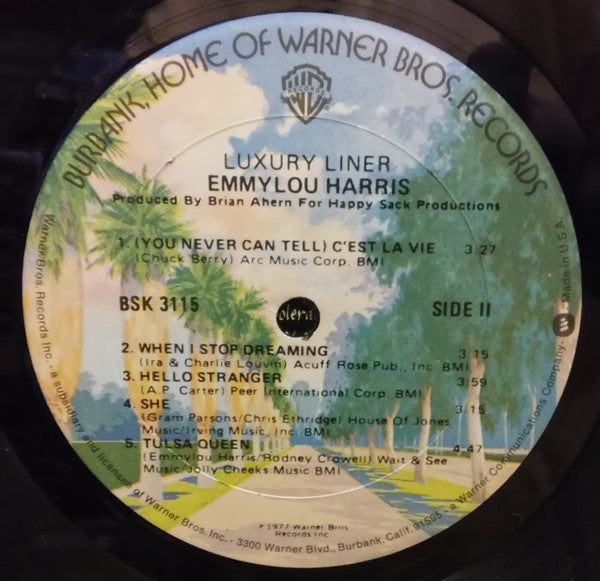 BURBANK, HOME OF WARNER BROS. RECORDS
RECORDS
LUXURY LINER
EMMYLOU HARRIS
Produced By Brian Ahern For Happy Sack Productions
1. (YOU NEVER CAN TELL) C'EST LA VIE 3:27
(Chuck Berry) Arc Music Corp. BMI
BSK 3115 SIDE II
2. WHEN I STOP DREAMING 3:15
(Ira & Charlie Louvin) Acuff Rose Pub., Inc. BMI
3. HELLO STRANGER 3:59
(A.P. Carter) Peer International Corp. BMI
4. SHE 3:15
(Gram Parsons/Chris Ethridge) House Of Jones
Music/Irving Music, Inc. BMI
5. TULSA QUEEN 4-47
(Emmylou Harris/Rodney Crowell) Wait & See
Music/Jolly Cheeks Music BMI
℗ 1977 Warner Bros.
Records Inc.
Warner Bros. Records Inc. • a subsidiary and licensee of Warner Bros. Inc. • 3300 Warner Blvd., Burbank, Calif. 91505 • a Warner Communications Company • Made in U.S.A.